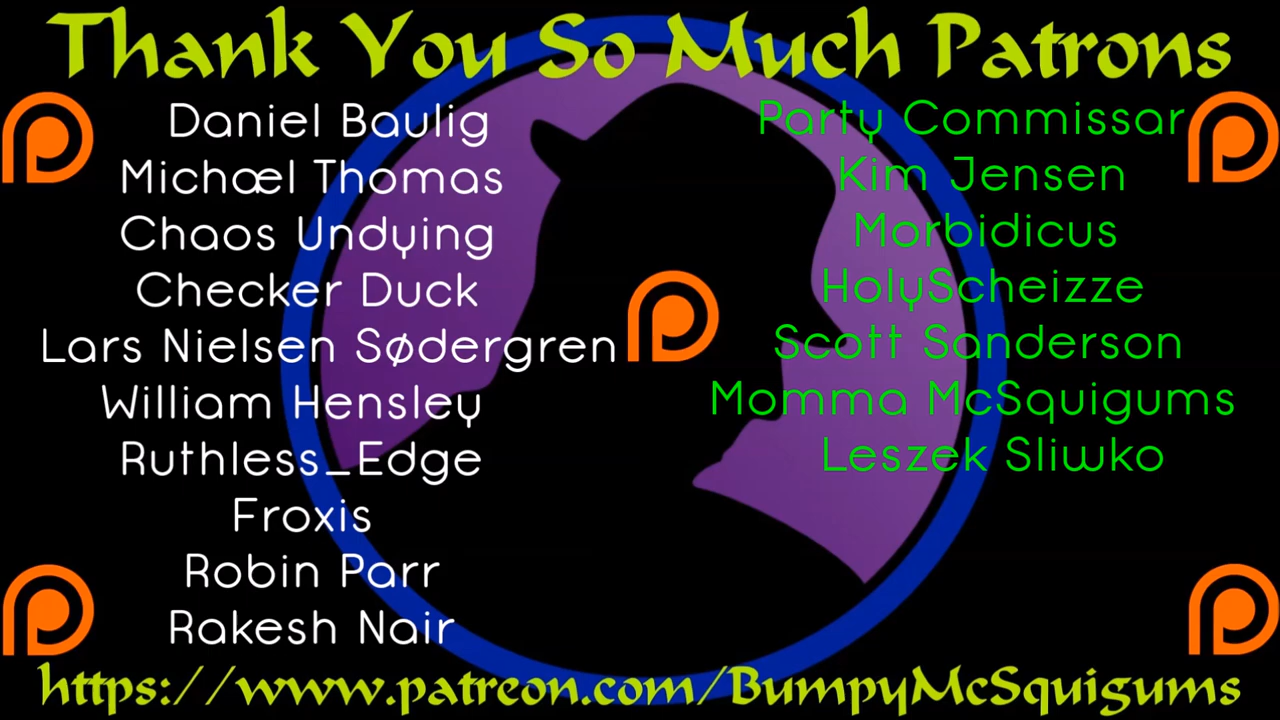 Thank You So Much Patrons
Daniel Baulig
Michael Thomas
Chaos Undying
Checker Duck
Lars Nielsen Sødergren
William Hensley
Ruthless_Edge
Froxis
Robin Parr
Rakesh Nair
Party Commissar
Kim Jensen
Morbidicus
HolyScheizze
Scott Sanderson
Momma McSquigums
Leszek Sliwko
https://www.patreon.com/BumpyMcSquigums